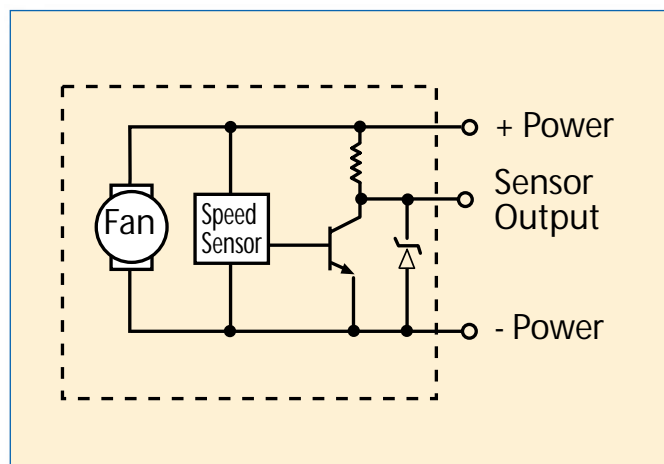 + Power
Sensor
Output
Fan
Speed
Sensor
- Power